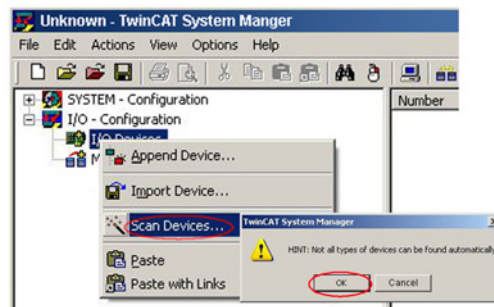 Unknown - TwinCAT System Manger
File Edit Actions View Options Help
SYSTEM - Configuration
Number
I/O - Configuration
I/O Devices
M
Append Device...
Import Device...
Scan Devices...
TwinCAT System Manager
HINT: Not all types of devices can be found automatically
OK Cancel
Paste
Paste with Links